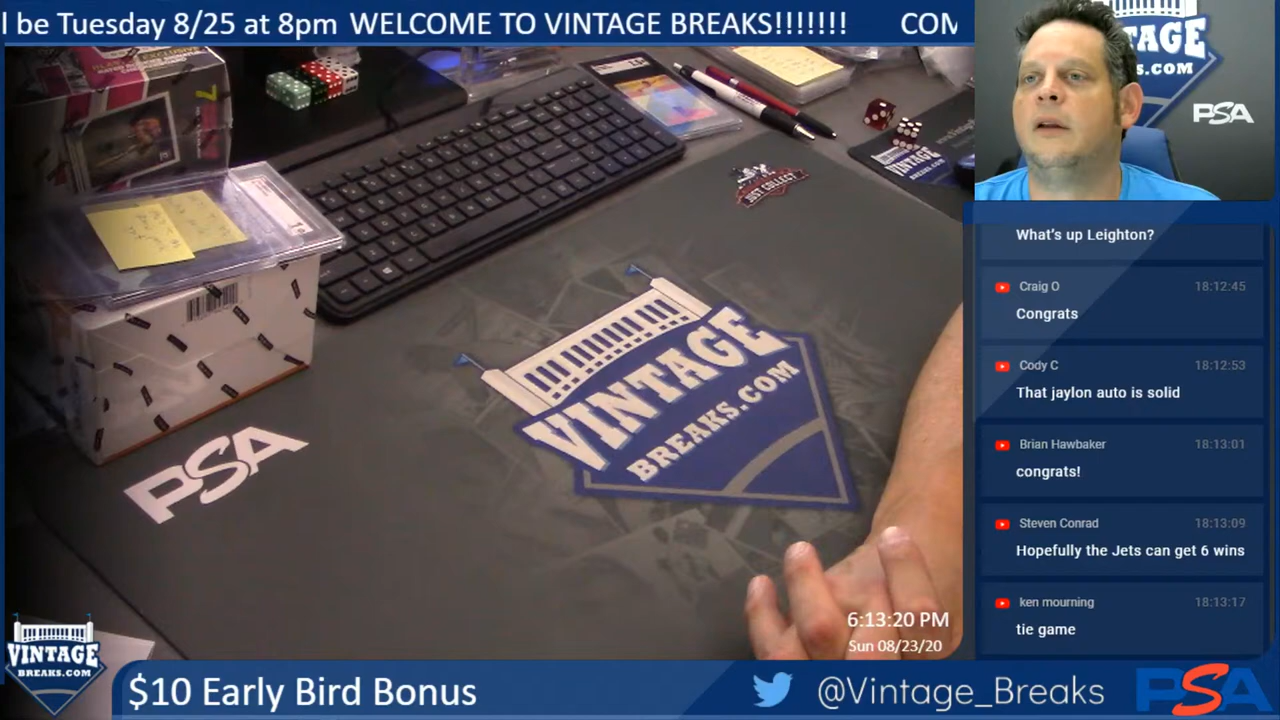 l be Tuesday 8/25 at 8pm WELCOME TO VINTAGE BREAKS!!!!!!! COM
TAGE
S.COM
PSA
JUST COLLECT
VINTAGE
BREAKS.COM
VINTAGE
BREAKS.COM
PSA
What's up Leighton?
Craig O 18:12:45
Congrats
Cody C 18:12:53
That jaylon auto is solid
Brian Hawbaker 18:13:01
congrats!
Steven Conrad 18:13:09
Hopefully the Jets can get 6 wins
ken mourning 18:13:17
tie game
6:13:20 PM
Sun 08/23/20
VINTAGE
BREAKS.COM
$10 Early Bird Bonus
@Vintage_Breaks
PSA